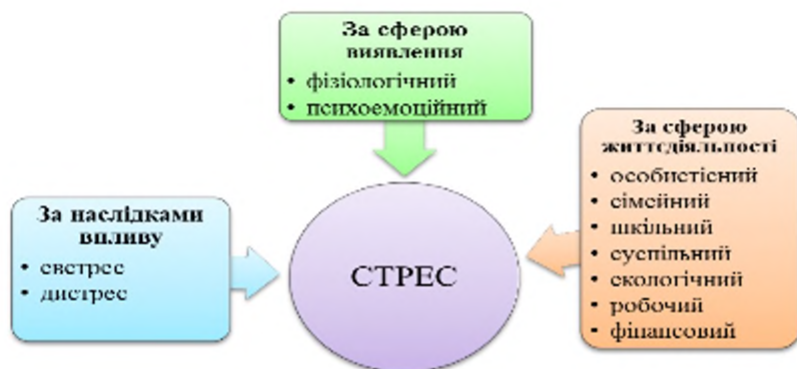 За сферою
виявлення
• фізіологічний
• психоемоційний
За сферою
життєдіяльності
• особистісний
• сімейний
• шкільний
• суспільний
• екологічний
• робочий
• фінансовий
За наслідками
впливу
• евстрес
• дистрес
СТРЕС